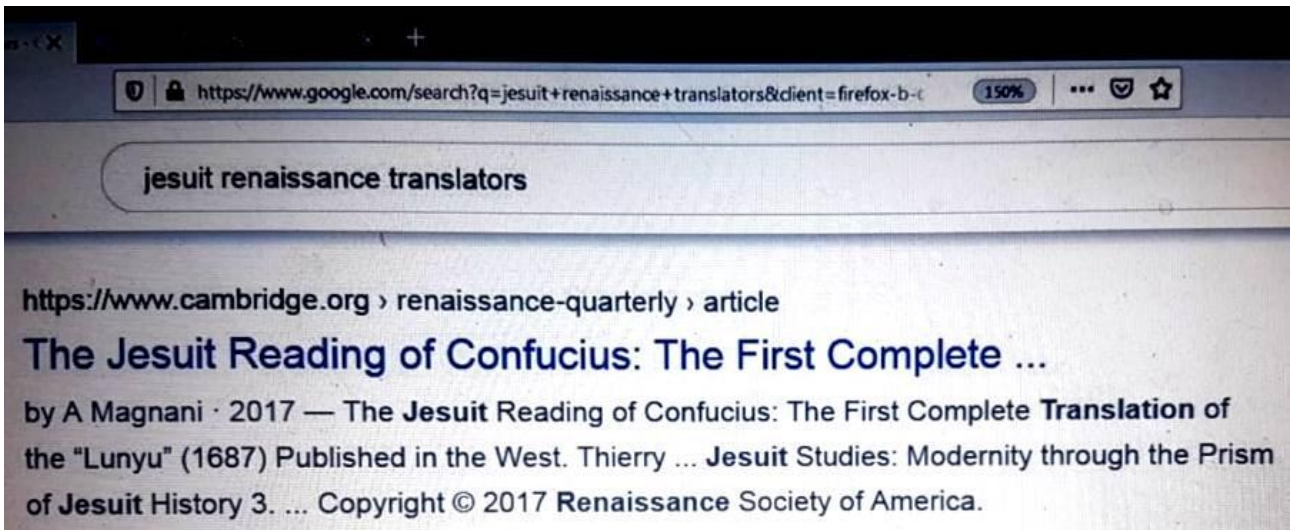 https://www.google.com/search?q=jesuit+renaissance+translators&client=firefox-b- 150% ...
jesuit renaissance translators
https://www.cambridge.org › renaissance-quarterly › article
The Jesuit Reading of Confucius: The First Complete ...
by A Magnani · 2017 — The Jesuit Reading of Confucius: The First Complete Translation of
the "Lunyu" (1687) Published in the West. Thierry ... Jesuit Studies: Modernity through the Prism
of Jesuit History 3. ... Copyright © 2017 Renaissance Society of America.